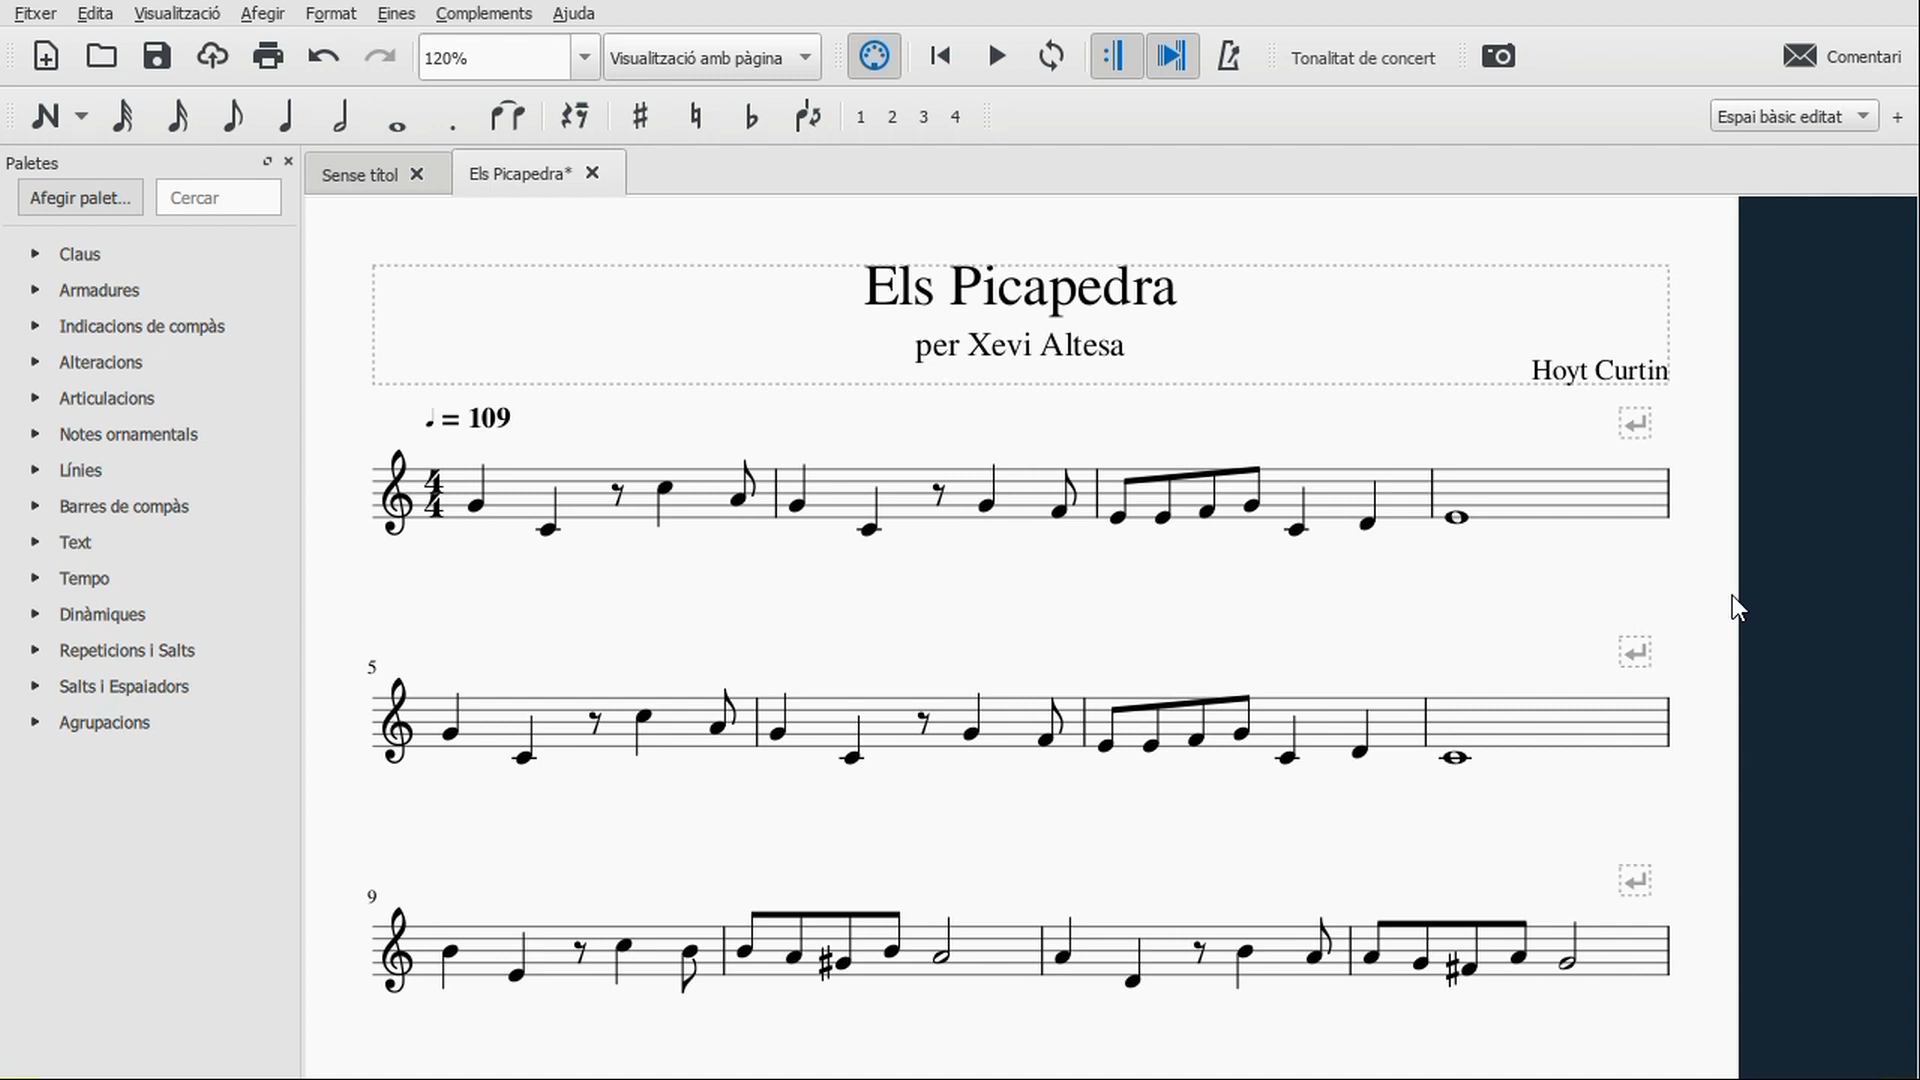 Fitxer Edita Visualització Afegir Format Eines Complements Ajuda
120% Visualització amb pàgina Tonalitat de concert Comentari
1 2 3 4 Espai bàsic editat +
Paletes
Sense títol Els Picapedra*
Afegir palet... Cercar
Claus
Armadures
Indicacions de compàs
Alteracions
Articulacions
Notes ornamentals
Línies
Barres de compàs
Text
Tempo
Dinàmiques
Repeticions i Salts
Salts i Espaiadors
Agrupacions
Els Picapedra
per Xevi Altesa
Hoyt Curtin
♩ = 109
4
4
5
9